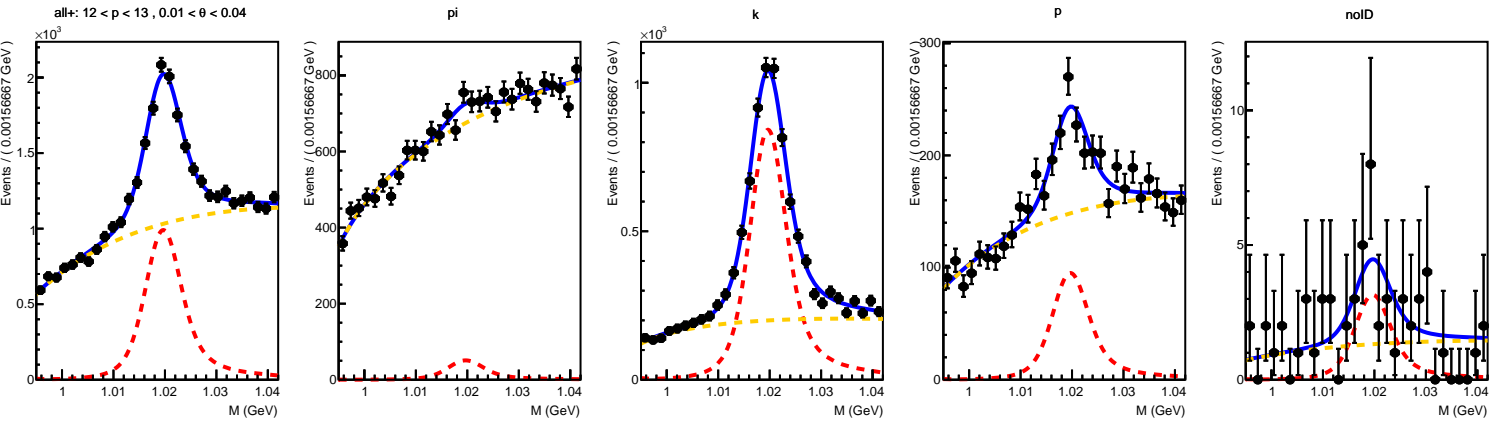 all+: 12 < p < 13 , 0.01 < θ < 0.04
×10³
Events / ( 0.00156667 GeV )
2
1.5
1
0.5
0
1 1.01 1.02 1.03 1.04
M (GeV)
pi
Events / ( 0.00156667 GeV )
800
600
400
200
0
1 1.01 1.02 1.03 1.04
M (GeV)
k
×10³
Events / ( 0.00156667 GeV )
1
0.5
0
1 1.01 1.02 1.03 1.04
M (GeV)
p
Events / ( 0.00156667 GeV )
300
200
100
0
1 1.01 1.02 1.03 1.04
M (GeV)
noID
Events / ( 0.00156667 GeV )
10
5
0
1 1.01 1.02 1.03 1.04
M (GeV)